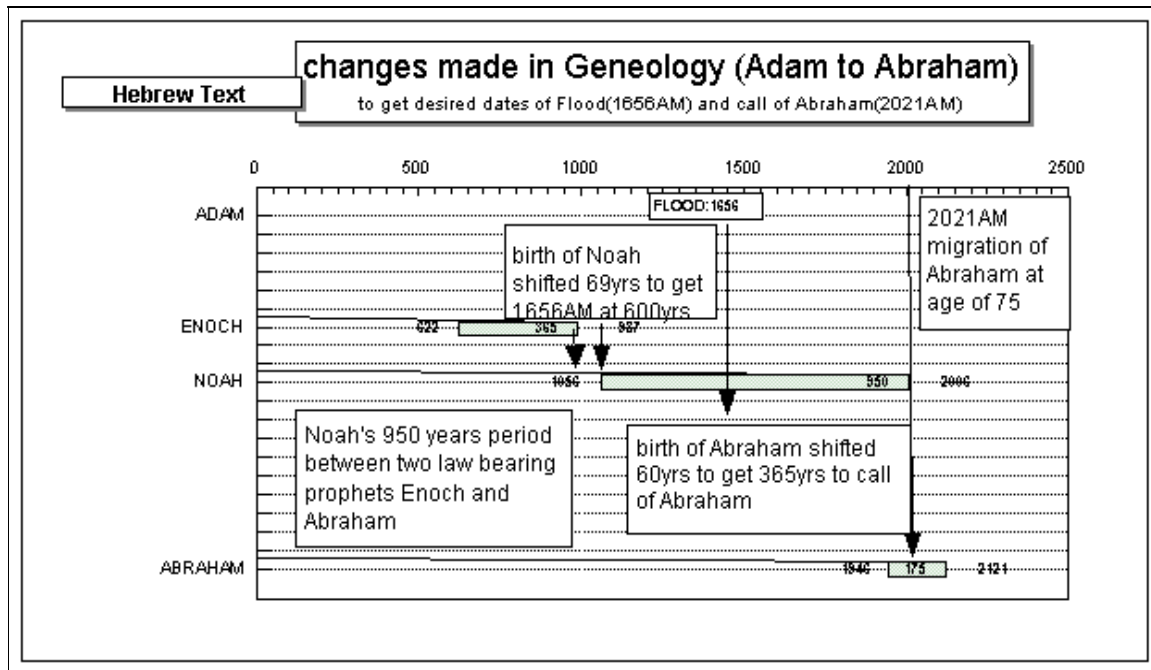 changes made in Geneology (Adam to Abraham)
to get desired dates of Flood(1656AM) and call of Abraham(2021AM)
Hebrew Text
0 500 1000 1500 2000 2500
ADAM
FLOOD:1656
2021AM
migration of
Abraham at
age of 75
birth of Noah
shifted 69yrs to get
1656AM at 600yrs
ENOCH 622 365 987
NOAH 1056 950 2006
Noah's 950 years period
between two law bearing
prophets Enoch and
Abraham
birth of Abraham shifted
60yrs to get 365yrs to call
of Abraham
ABRAHAM 1946 175 2121